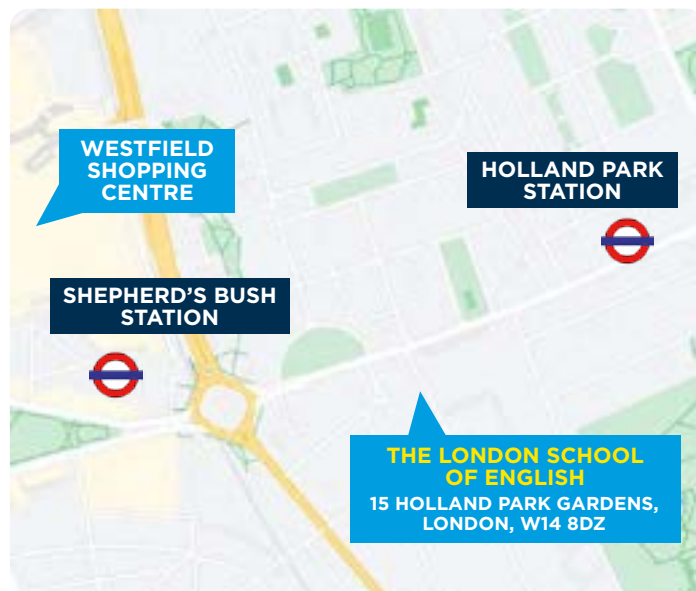 WESTFIELD
SHOPPING
CENTRE
HOLLAND PARK
STATION
SHEPHERD’S BUSH
STATION
THE LONDON SCHOOL
OF ENGLISH
15 HOLLAND PARK GARDENS,
LONDON, W14 8DZ